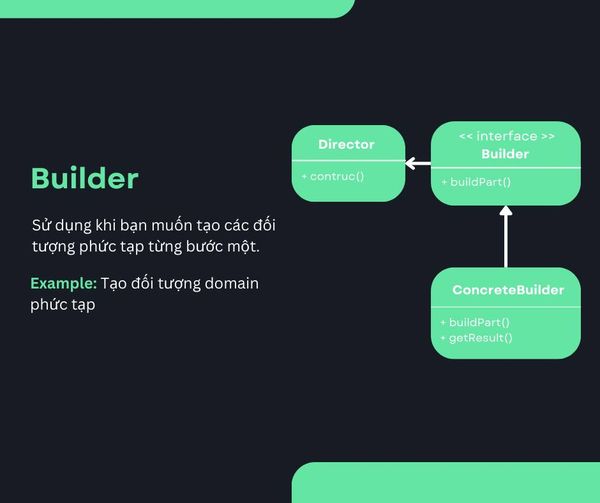 Builder
Sử dụng khi bạn muốn tạo các đối
tượng phức tạp từng bước một.
Example: Tạo đối tượng domain
phức tạp
Director
+ contruc()
<< interface >>
Builder
+ buildPart()
ConcreteBuilder
+ buildPart()
+ getResult()